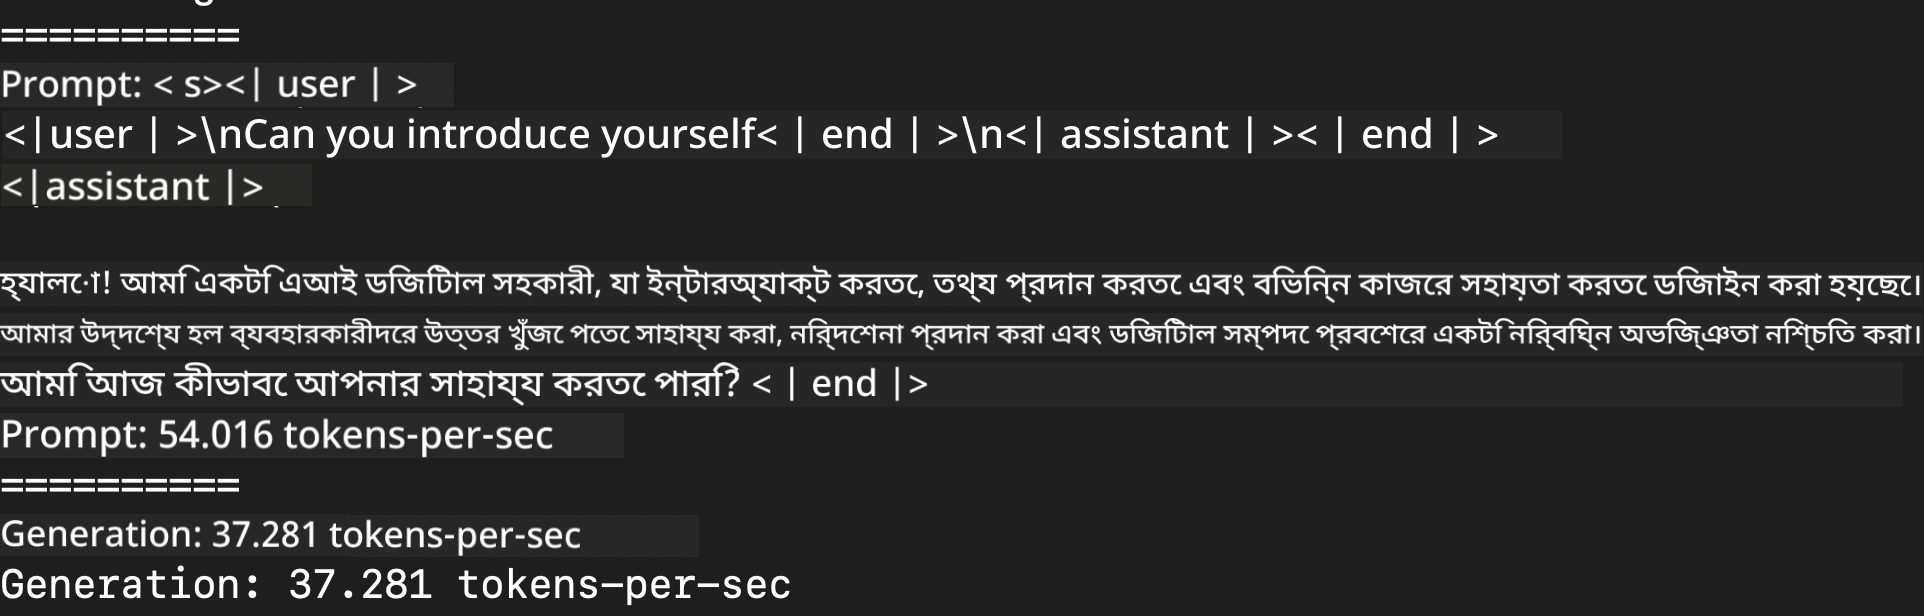 ==========
Prompt: < s><| user | >
<|user | >\nCan you introduce yourself< | end | >\n<| assistant | >< | end | >
<|assistant |>
হ্যালো! আমি একটি এআই ডিজিটাল সহকারী, যা ইন্টারঅ্যাক্ট করতে, তথ্য প্রদান করতে এবং বিভিন্ন কাজের সহায়তা করতে ডিজাইন করা হয়েছে।
আমার উদ্দেশ্য হল ব্যবহারকারীদের উত্তর খুঁজে পেতে সাহায্য করা, নির্দেশনা প্রদান করা এবং ডিজিটাল সম্পদে প্রবেশের একটি নির্বিঘ্ন অভিজ্ঞতা নিশ্চিত করা।
আমি আজ কীভাবে আপনার সাহায্য করতে পারি? < | end |>
Prompt: 54.016 tokens-per-sec
==========
Generation: 37.281 tokens-per-sec
Generation: 37.281 tokens-per-sec